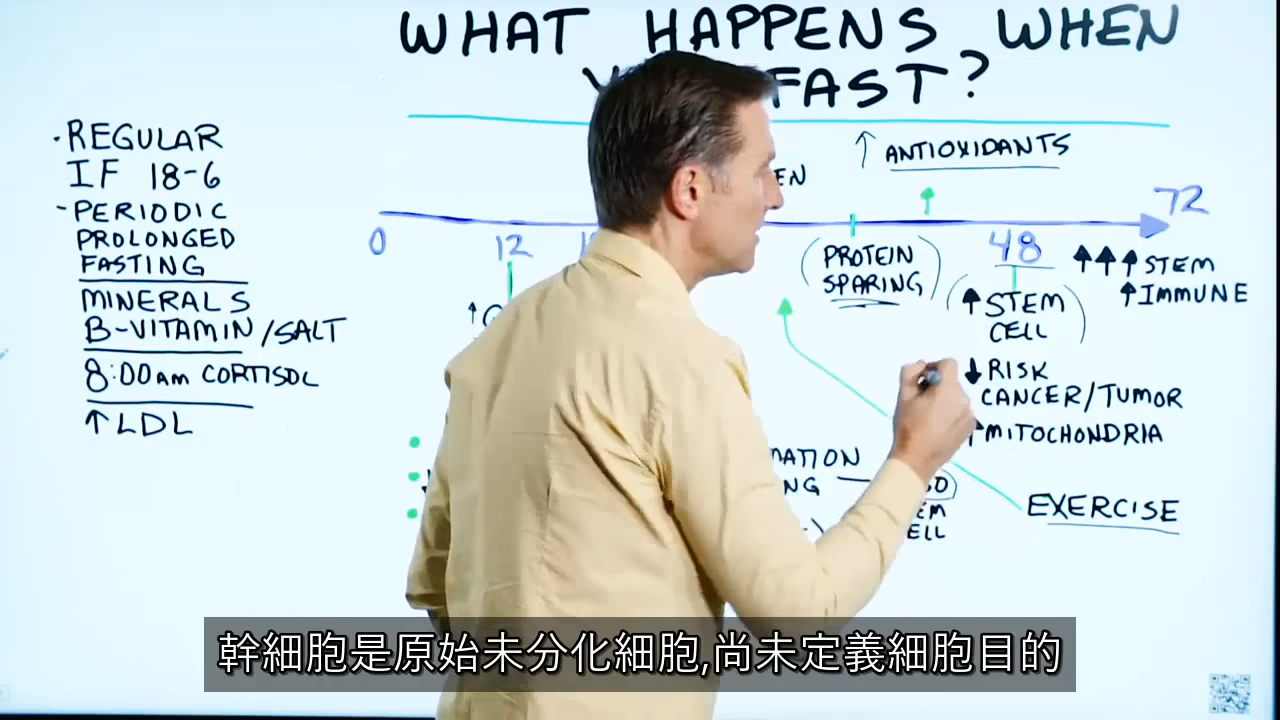 WHAT HAPPENS WHEN
FAST?
·REGULAR
IF 18-6
-PERIODIC
PROLONGED
FASTING
MINERALS
B-VITAMIN/SALT
8:00AM CORTISOL
↑LDL
↑ ANTIOXIDANTS
0
12
48
72
(PROTEIN
SPARING)
(↑STEM
CELL)
↑↑↑STEM
↑IMMUNE
↓RISK
CANCER/TUMOR
↑MITOCHONDRIA
EXERCISE
幹細胞是原始未分化細胞,尚未定義細胞目的